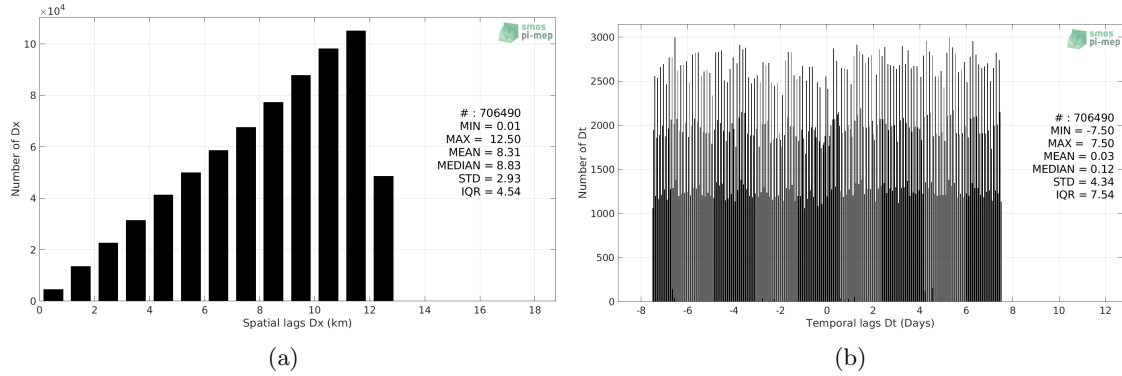 ×10⁴
10
8
6
4
2
0
Number of Dx
smos
pi-mep
# : 706490
MIN = 0.01
MAX = 12.50
MEAN = 8.31
MEDIAN = 8.83
STD = 2.93
IQR = 4.54
0 2 4 6 8 10 12 14 16 18
Spatial lags Dx (km)
(a)
3000
2500
2000
1500
1000
500
0
Number of Dt
smos
pi-mep
# : 706490
MIN = -7.50
MAX = 7.50
MEAN = 0.03
MEDIAN = 0.12
STD = 4.34
IQR = 7.54
-8 -6 -4 -2 0 2 4 6 8 10 12
Temporal lags Dt (Days)
(b)